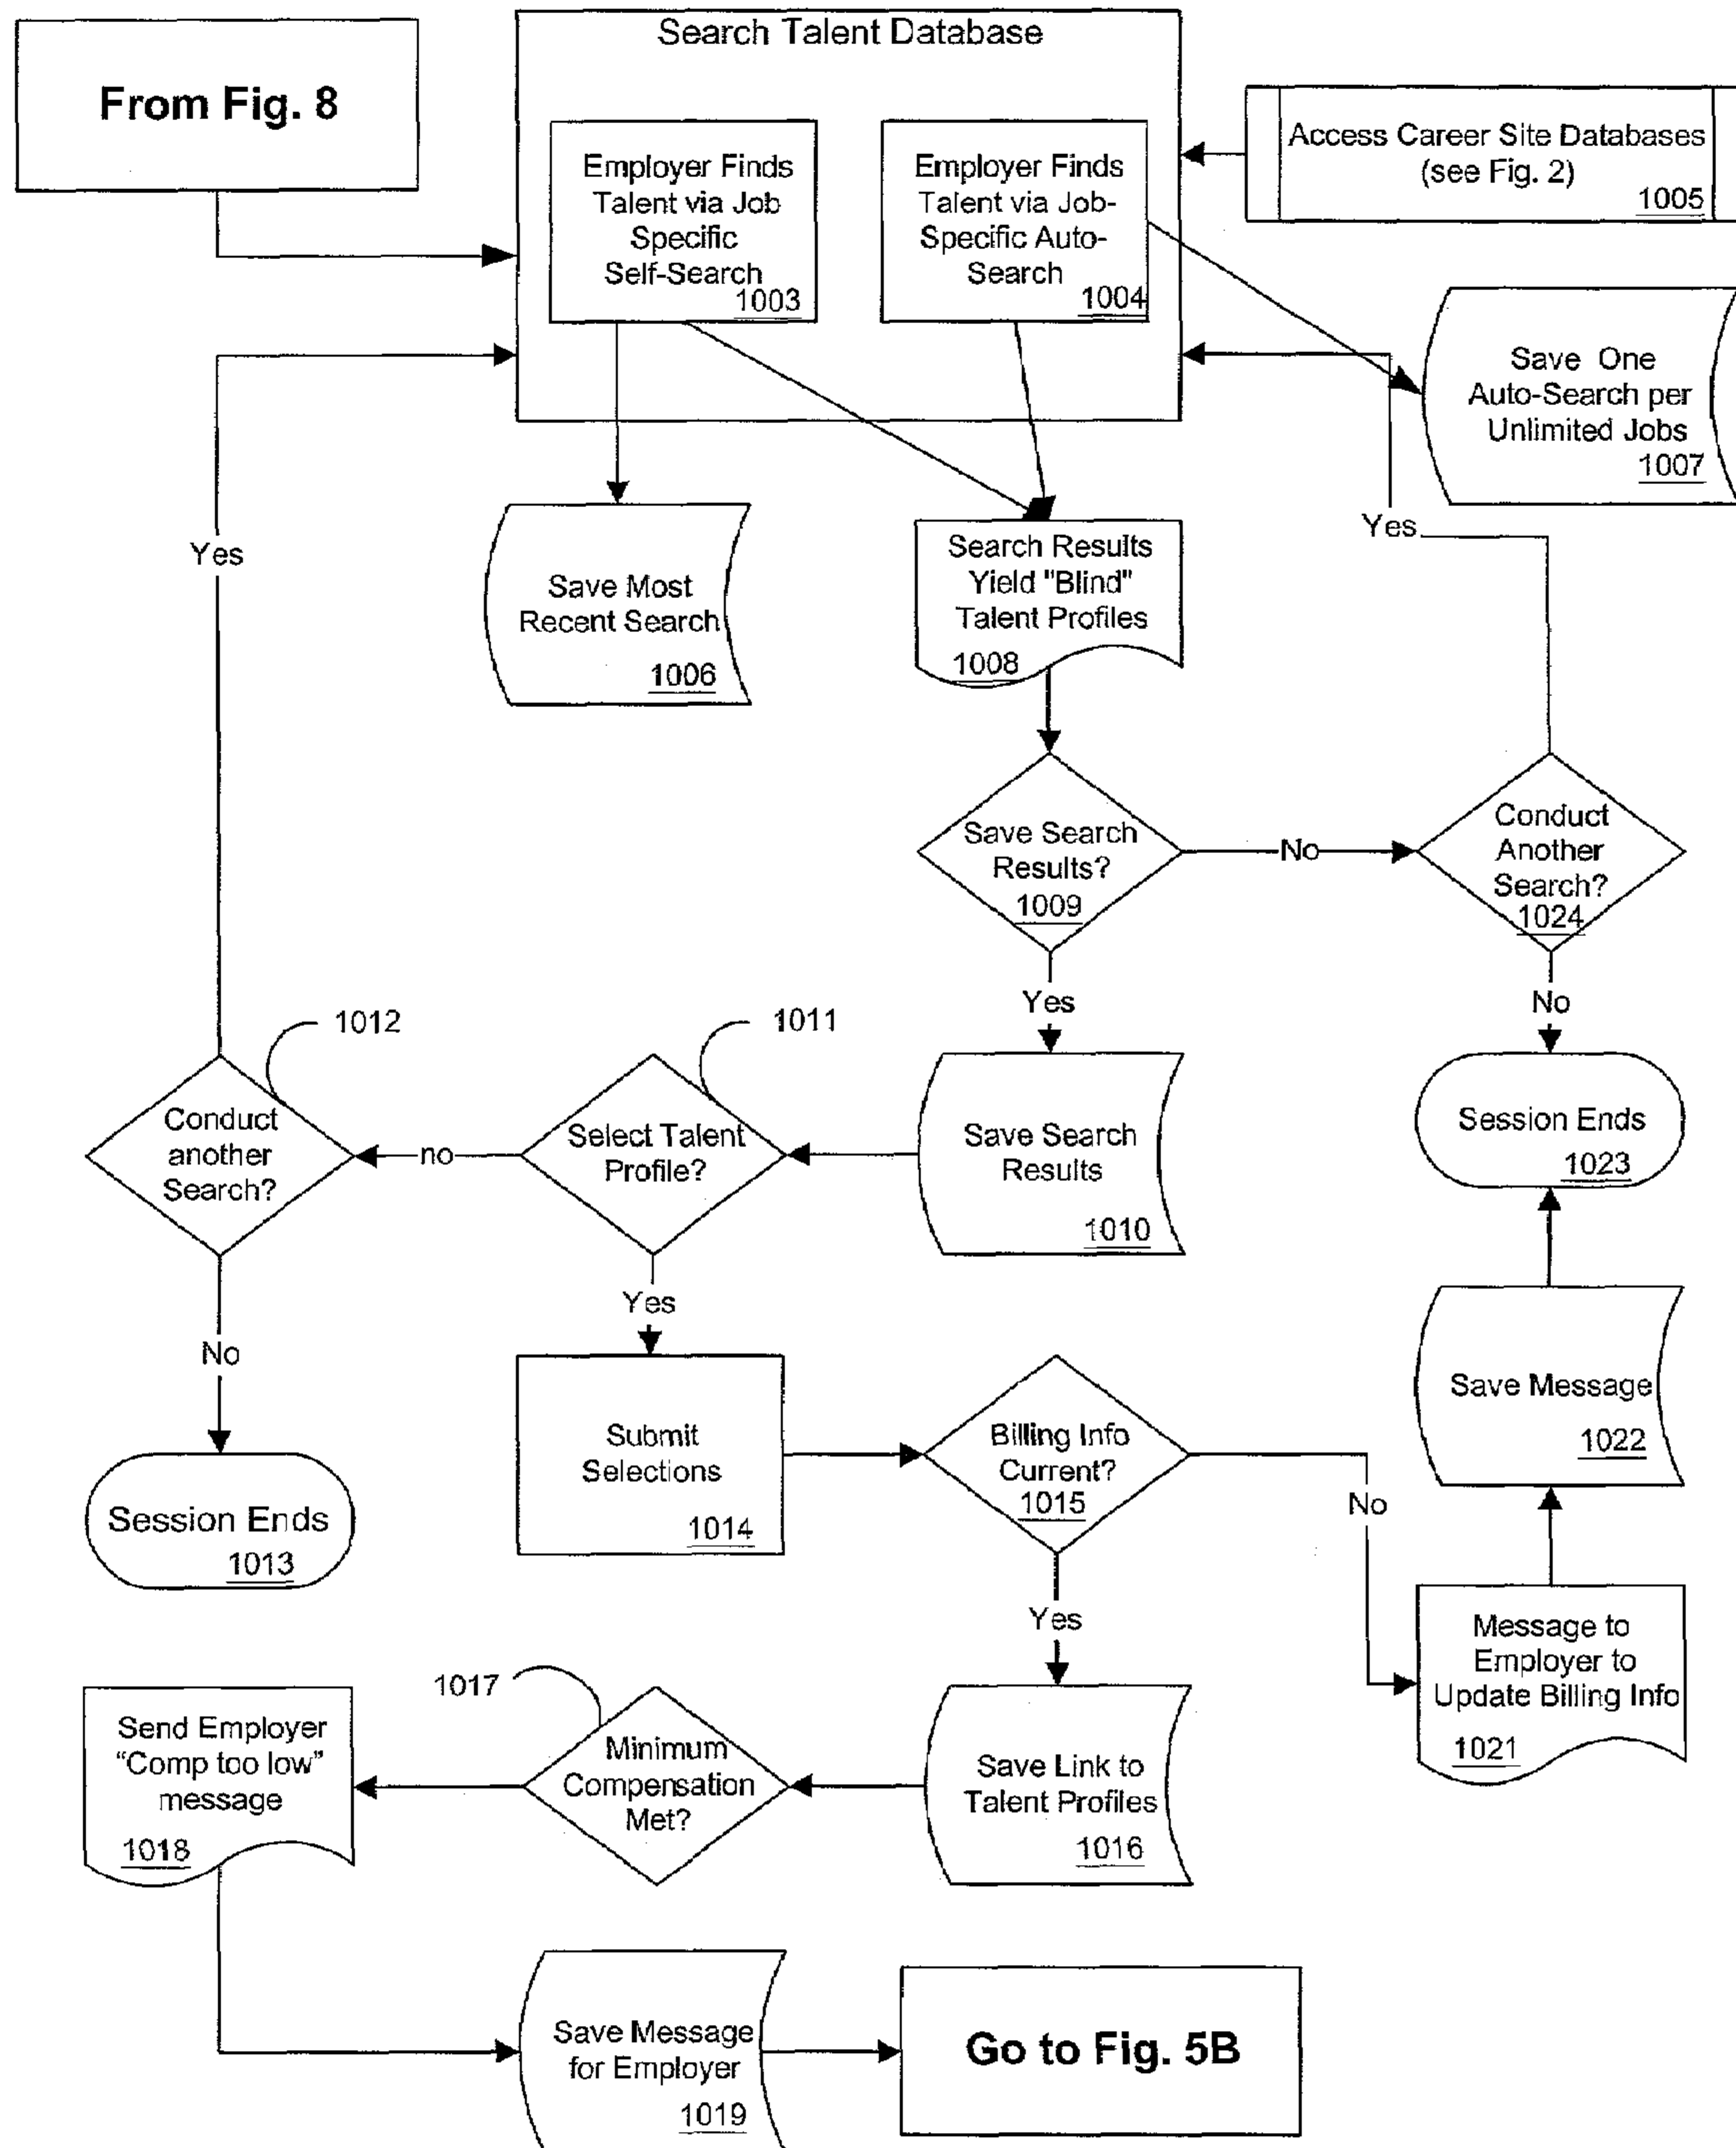 From Fig. 8
Search Talent Database
Employer Finds
Talent via Job
Specific
Self-Search
1003
Employer Finds
Talent via Job-
Specific Auto-
Search
1004
Access Career Site Databases
(see Fig. 2)
1005
Save One
Auto-Search per
Unlimited Jobs
1007
Yes
Yes
Save Most
Recent Search
1006
Search Results
Yield "Blind"
Talent Profiles
1008
Save Search
Results?
1009
No
Conduct
Another
Search?
1024
Yes
No
1012
1011
Conduct
another
Search?
no
Select Talent
Profile?
Save Search
Results
1010
Session Ends
1023
Yes
No
Submit
Selections
1014
Billing Info
Current?
1015
No
Save Message
1022
Session Ends
1013
Yes
Message to
Employer to
Update Billing Info
1021
1017
Send Employer
“Comp too low”
message
1018
Minimum
Compensation
Met?
Save Link to
Talent Profiles
1016
Save Message
for Employer
1019
Go to Fig. 5B